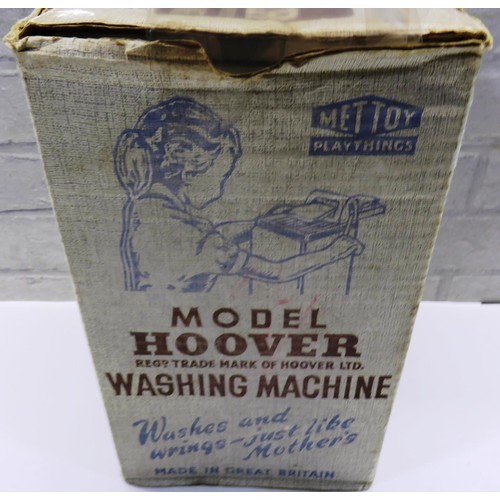 METTOY
PLAYTHINGS
MODEL
HOOVER
REGD TRADE MARK OF HOOVER LTD.
WASHING MACHINE
Washes and
wrings-just like
Mother's
MADE IN GREAT BRITAIN